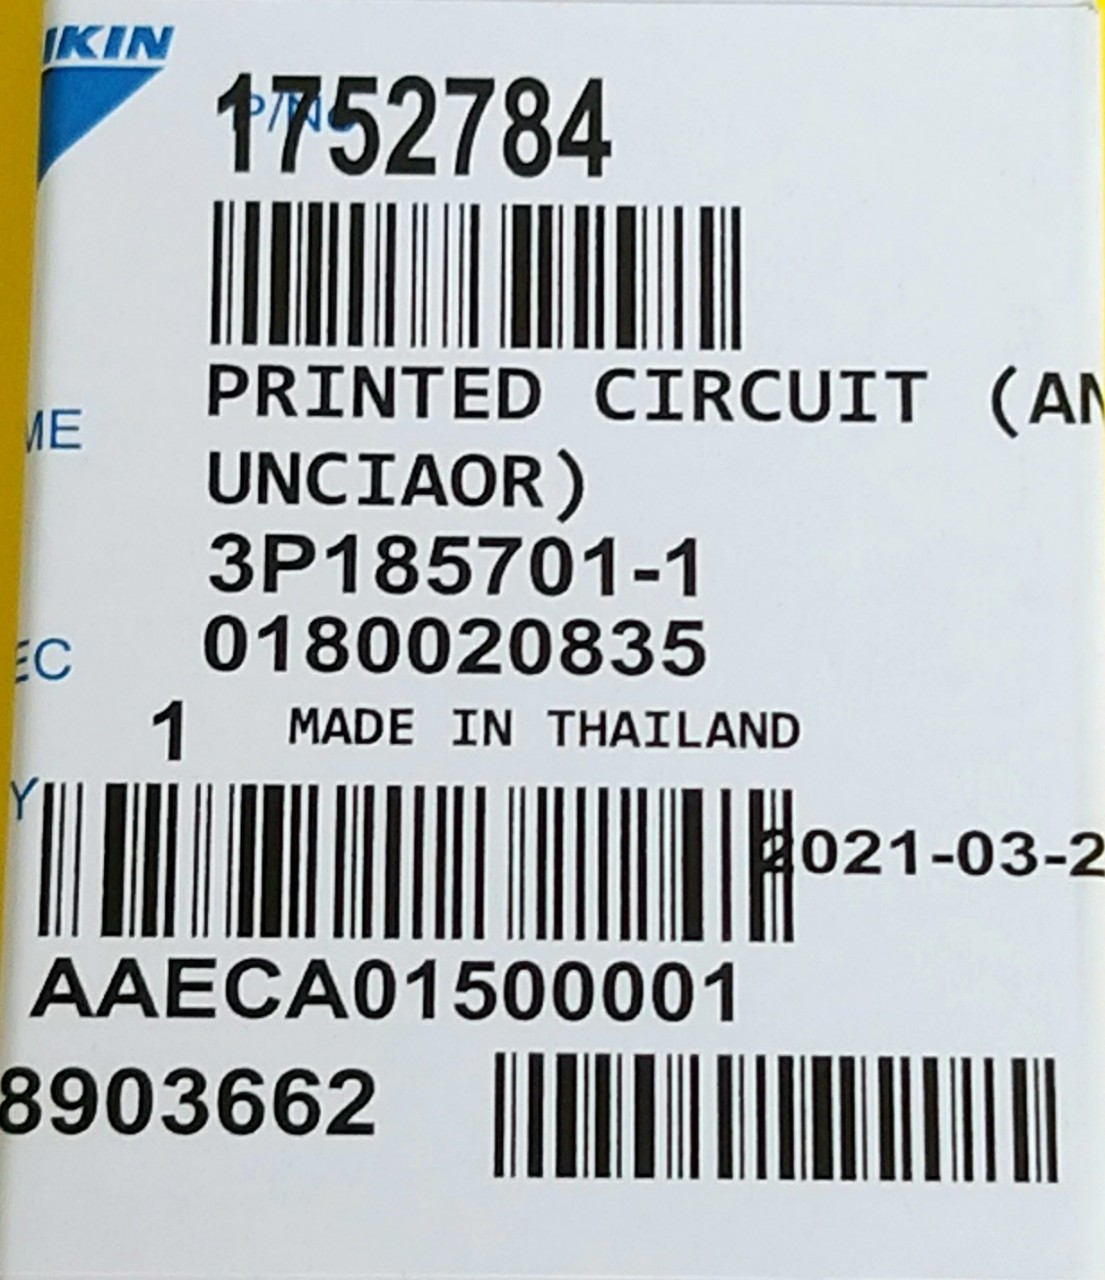 IKIN
P/No
1752784
PRINTED CIRCUIT (AN
ME
UNCIAOR)
3P185701-1
EC
0180020835
1 MADE IN THAILAND
Y
2021-03-2
AAECA01500001
8903662